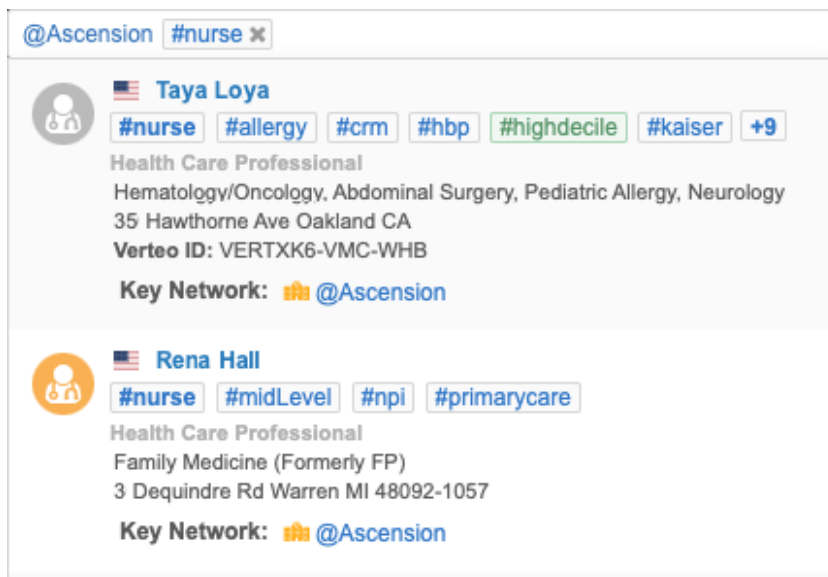 @Ascension #nurse ✖
Taya Loya
#nurse #allergy #crm #hbp #highdecile #kaiser +9
Health Care Professional
Hematology/Oncology, Abdominal Surgery, Pediatric Allergy, Neurology
35 Hawthorne Ave Oakland CA
Verteo ID: VERTXK6-VMC-WHB
Key Network: @Ascension
Rena Hall
#nurse #midLevel #npi #primarycare
Health Care Professional
Family Medicine (Formerly FP)
3 Dequindre Rd Warren MI 48092-1057
Key Network: @Ascension